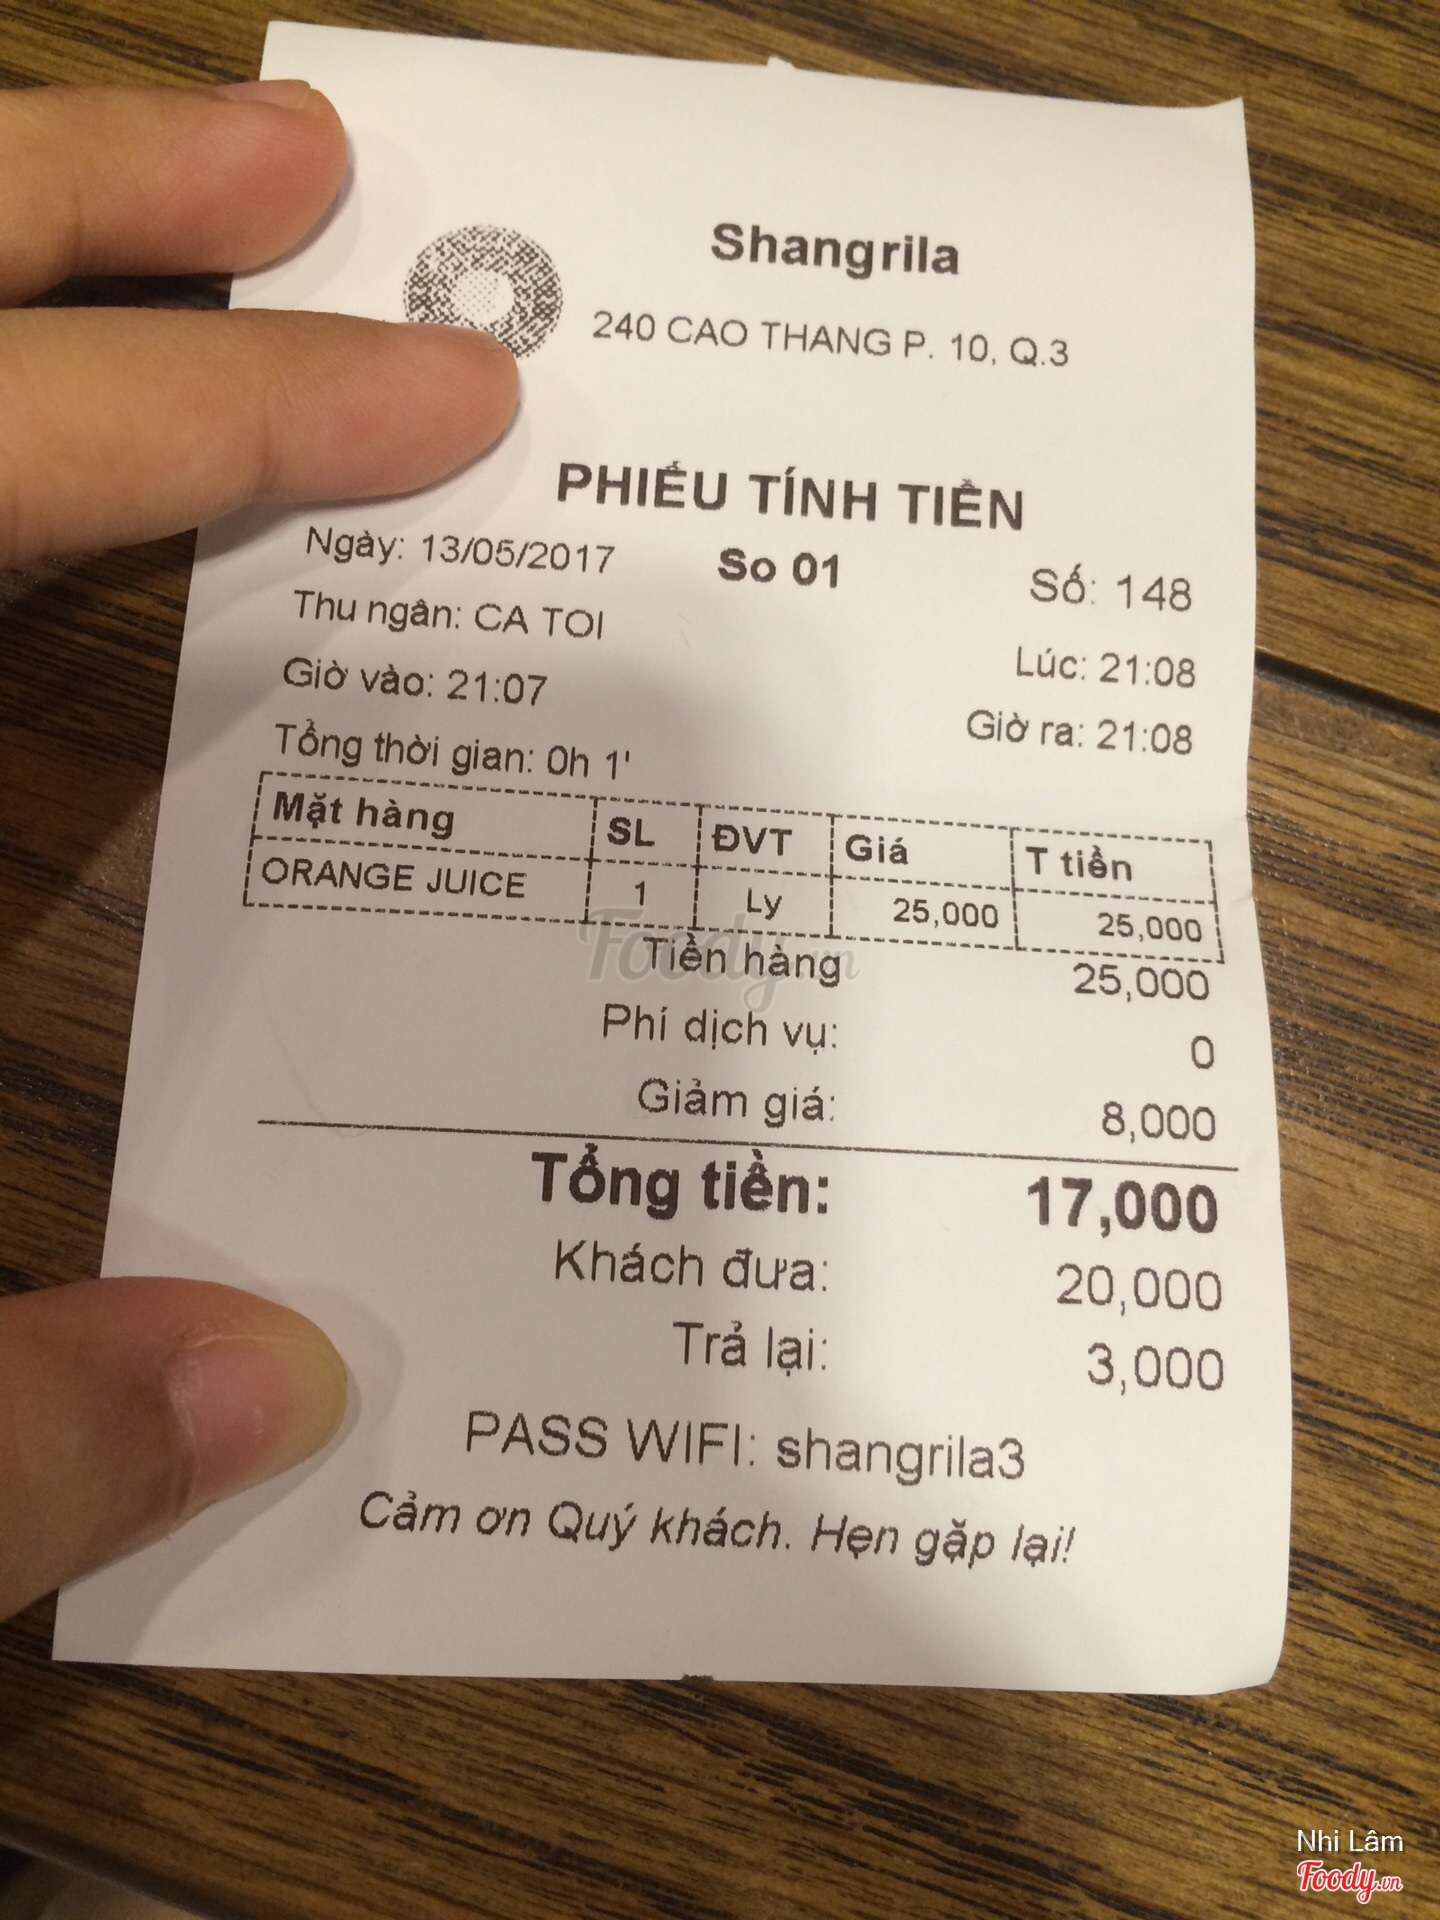 Shangrila
240 CAO THANG P. 10, Q.3
PHIẾU TÍNH TIỀN
Ngày: 13/05/2017 So 01 Số: 148
Thu ngân: CA TOI Lúc: 21:08
Giờ vào: 21:07 Giờ ra: 21:08
Tổng thời gian: 0h 1'
Mặt hàng SL ĐVT Giá T tiền
ORANGE JUICE 1 Ly 25,000 25,000
Tiền hàng 25,000
Phí dịch vụ: 0
Giảm giá: 8,000
Tổng tiền: 17,000
Khách đưa: 20,000
Trả lại: 3,000
PASS WIFI: shangrila3
Cảm ơn Quý khách. Hẹn gặp lại!
Foody.vn
Nhi Lâm
Foody.vn